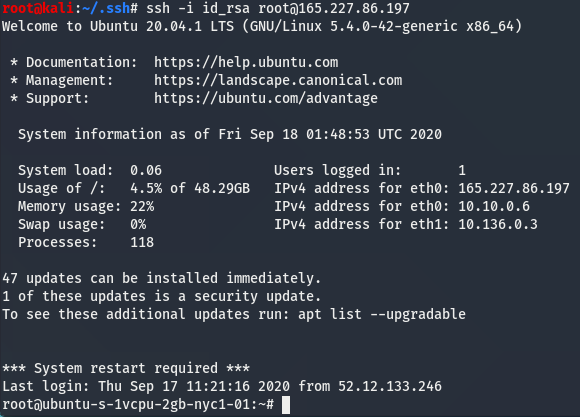 root@kali:~/.ssh# ssh -i id_rsa root@165.227.86.197
Welcome to Ubuntu 20.04.1 LTS (GNU/Linux 5.4.0-42-generic x86_64)
* Documentation:  https://help.ubuntu.com
* Management:     https://landscape.canonical.com
* Support:        https://ubuntu.com/advantage
System information as of Fri Sep 18 01:48:53 UTC 2020
System load:  0.06               Users logged in:       1
Usage of /:   4.5% of 48.29GB   IPv4 address for eth0: 165.227.86.197
Memory usage: 22%                IPv4 address for eth0: 10.10.0.6
Swap usage:   0%                 IPv4 address for eth1: 10.136.0.3
Processes:    118
47 updates can be installed immediately.
1 of these updates is a security update.
To see these additional updates run: apt list --upgradable
*** System restart required ***
Last login: Thu Sep 17 11:21:16 2020 from 52.12.133.246
root@ubuntu-s-1vcpu-2gb-nyc1-01:~#